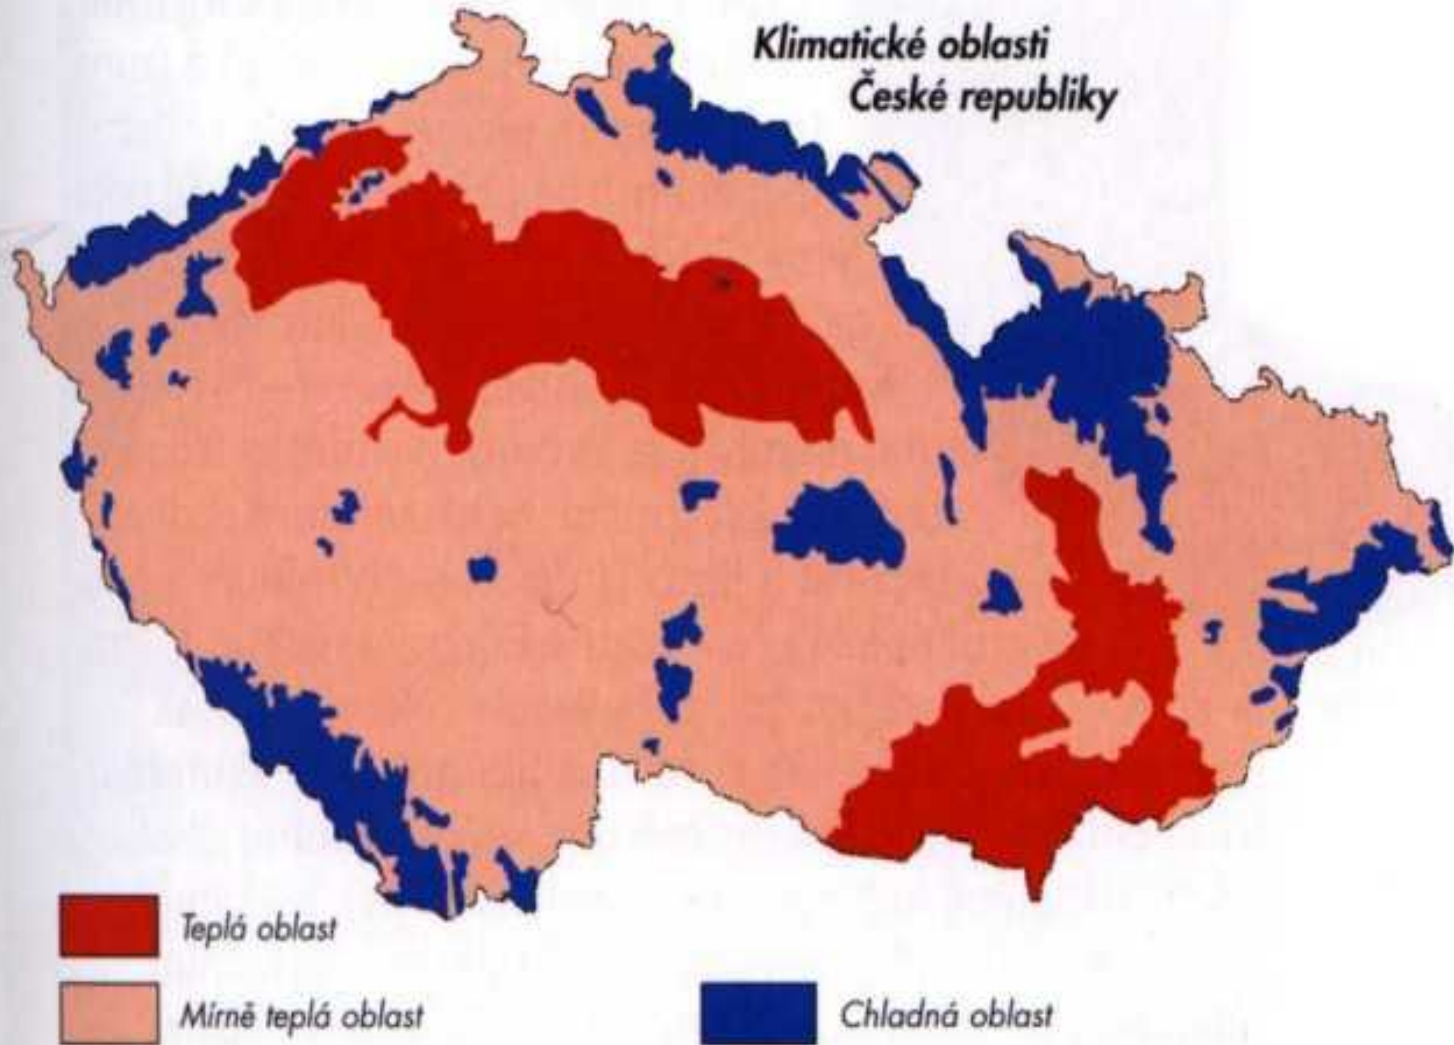 Klimatické oblasti
České republiky
Teplá oblast
Mírně teplá oblast
Chladná oblast